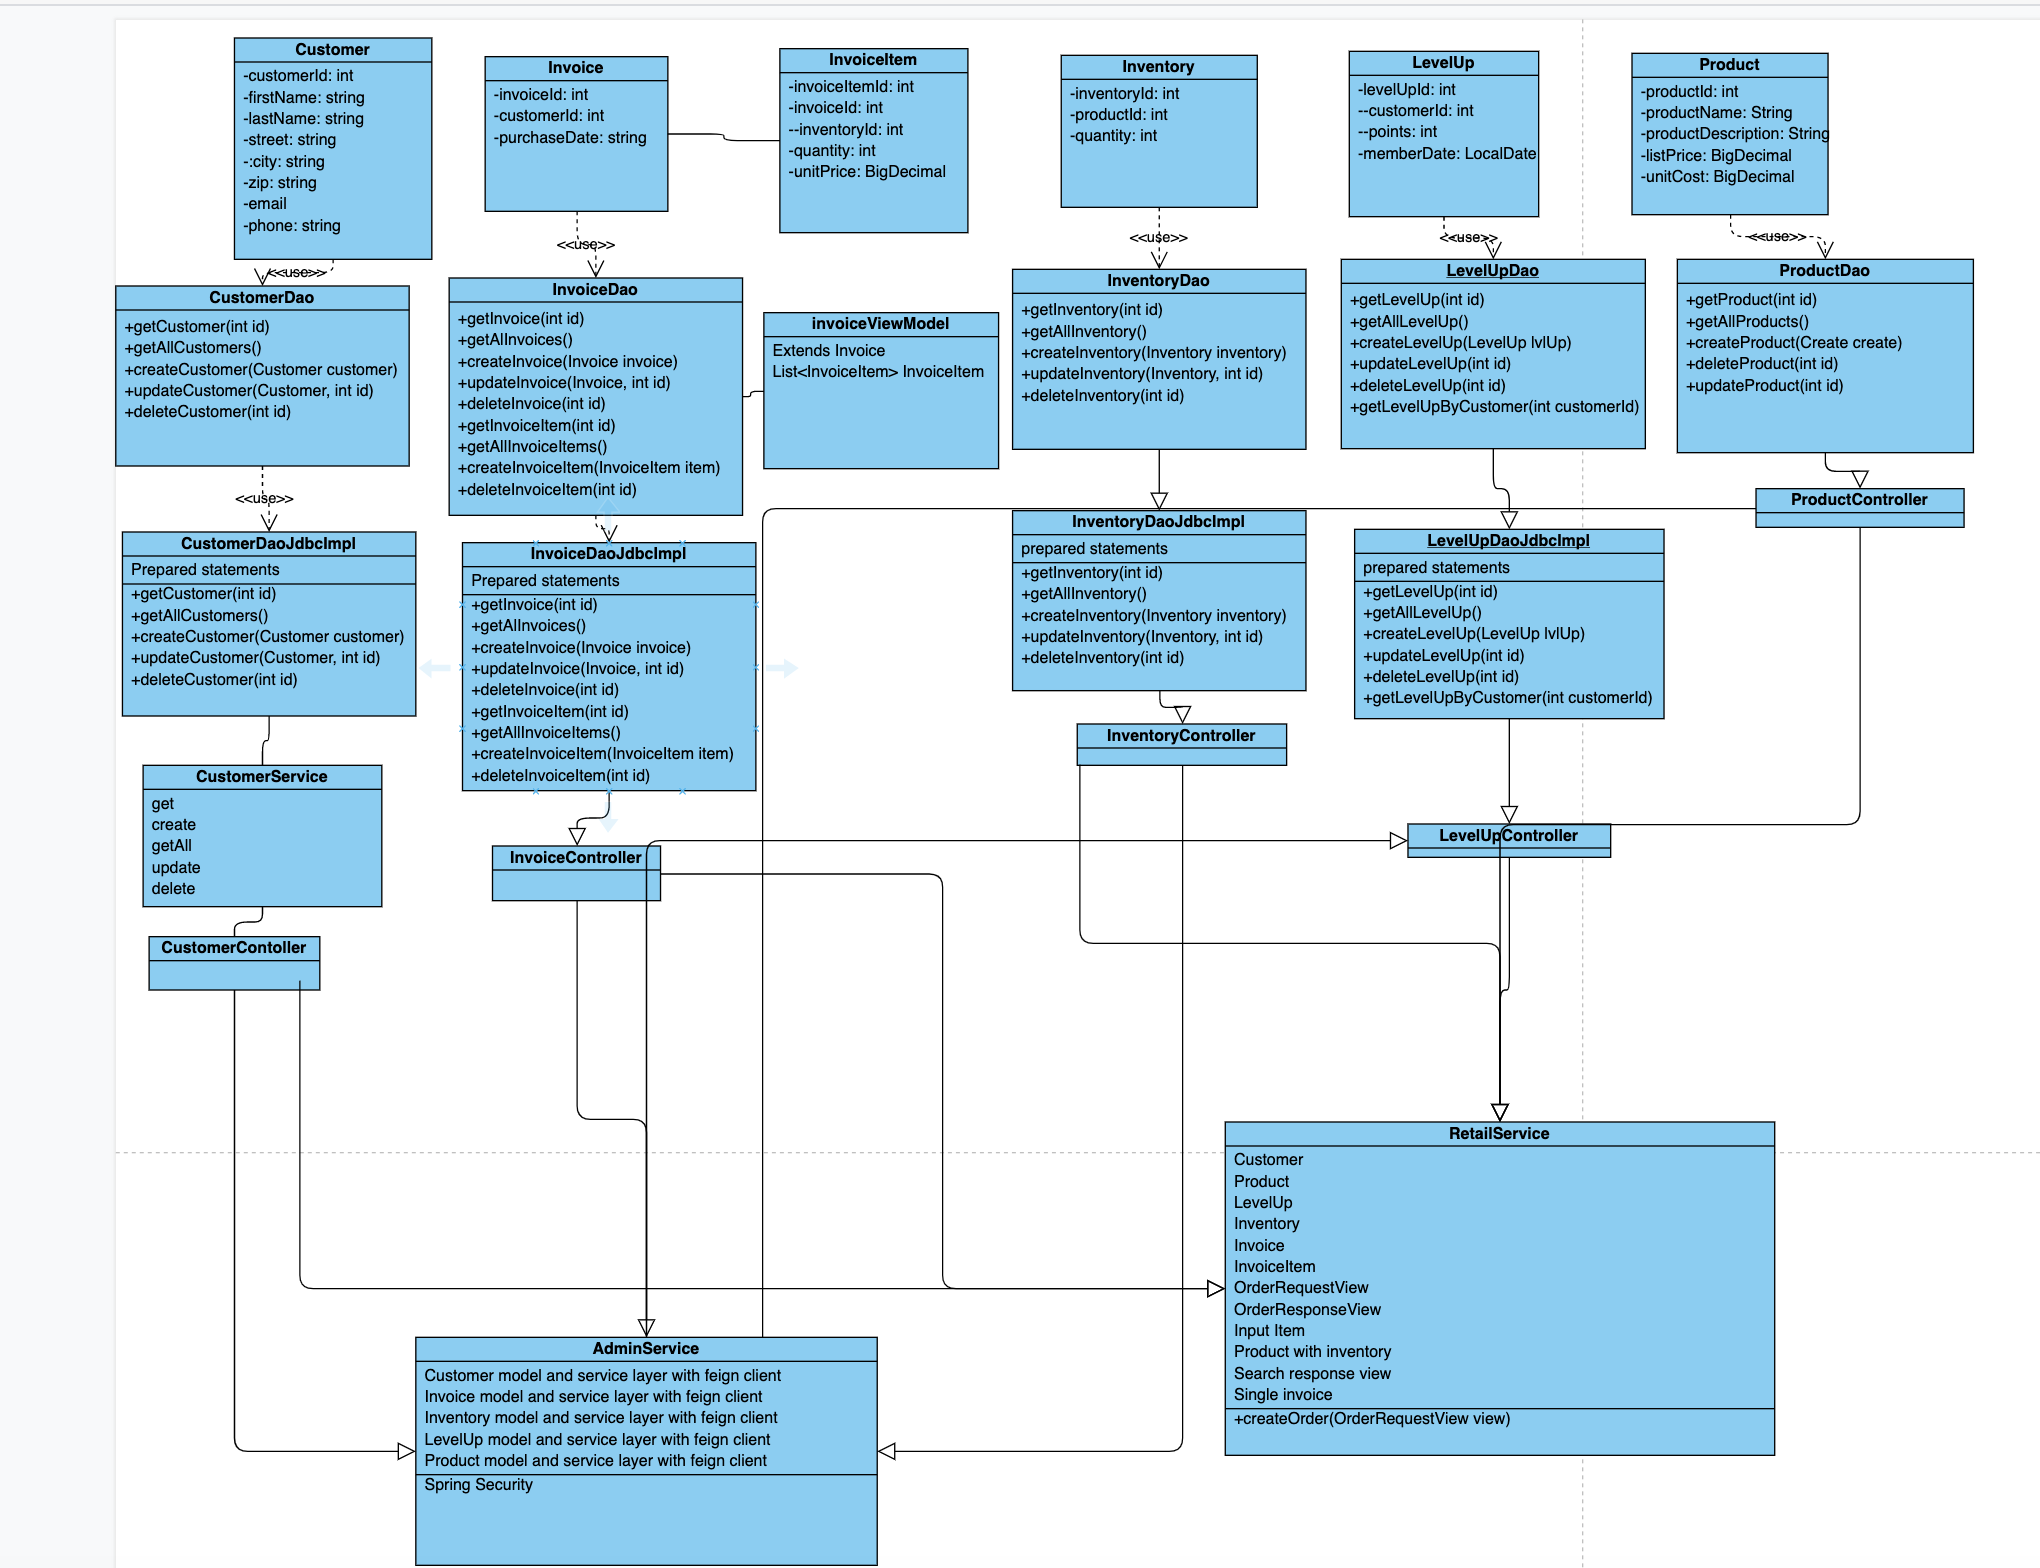 Customer
-customerId: int
-firstName: string
-lastName: string
-street: string
-:city: string
-zip: string
-email
-phone: string
Invoice
-invoiceId: int
-customerId: int
-purchaseDate: string
InvoiceItem
-invoiceItemId: int
-invoiceId: int
--inventoryId: int
-quantity: int
-unitPrice: BigDecimal
Inventory
-inventoryId: int
-productId: int
-quantity: int
LevelUp
-levelUpId: int
--customerId: int
--points: int
-memberDate: LocalDate
Product
-productId: int
-productName: String
-productDescription: String
-listPrice: BigDecimal
-unitCost: BigDecimal
<<use>>
<<use>>
<<use>>
<<use>>
<<use>>
CustomerDao
+getCustomer(int id)
+getAllCustomers()
+createCustomer(Customer customer)
+updateCustomer(Customer, int id)
+deleteCustomer(int id)
InvoiceDao
+getInvoice(int id)
+getAlInvoices()
+createInvoice(Invoice invoice)
+updateInvoice(Invoice, int id)
+deleteInvoice(int id)
+getInvoiceItem(int id)
+getAllInvoiceItems()
+createInvoiceItem(InvoiceItem item)
+deleteInvoiceItem(int id)
invoiceViewModel
Extends Invoice
List<InvoiceItem> InvoiceItem
InventoryDao
+getInventory(int id)
+getAllInventory()
+createInventory(Inventory inventory)
+updateInventory(Inventory, int id)
+deleteInventory(int id)
LevelUpDao
+getLevelUp(int id)
+getAllLevelUp()
+createLevelUp(LevelUp lvlUp)
+updateLevelUp(int id)
+deleteLevelUp(int id)
+getLevelUpByCustomer(int customerId)
ProductDao
+getProduct(int id)
+getAllProducts()
+createProduct(Create create)
+deleteProduct(int id)
+updateProduct(int id)
<<use>>
ProductController
CustomerDaoJdbcImpl
Prepared statements
+getCustomer(int id)
+getAllCustomers()
+createCustomer(Customer customer)
+updateCustomer(Customer, int id)
+deleteCustomer(int id)
InvoiceDaoJdbcImpl
Prepared statements
+getInvoice(int id)
+getAlInvoices()
+createInvoice(Invoice invoice)
+updateInvoice(Invoice, int id)
+deleteInvoice(int id)
+getInvoiceItem(int id)
+getAllInvoiceItems()
+createInvoiceItem(InvoiceItem item)
+deleteInvoiceItem(int id)
InventoryDaoJdbcImpl
prepared statements
+getInventory(int id)
+getAllInventory()
+createInventory(Inventory inventory)
+updateInventory(Inventory, int id)
+deleteInventory(int id)
LevelUpDaoJdbcImpl
prepared statements
+getLevelUp(int id)
+getAllLevelUp()
+createLevelUp(LevelUp lvlUp)
+updateLevelUp(int id)
+deleteLevelUp(int id)
+getLevelUpByCustomer(int customerId)
InventoryController
CustomerService
get
create
getAll
update
delete
InvoiceController
LevelUpController
CustomerContoller
RetailService
Customer
Product
LevelUp
Inventory
Invoice
InvoiceItem
OrderRequestView
OrderResponseView
Input Item
Product with inventory
Search response view
Single invoice
+createOrder(OrderRequestView view)
AdminService
Customer model and service layer with feign client
Invoice model and service layer with feign client
Inventory model and service layer with feign client
LevelUp model and service layer with feign client
Product model and service layer with feign client
Spring Security